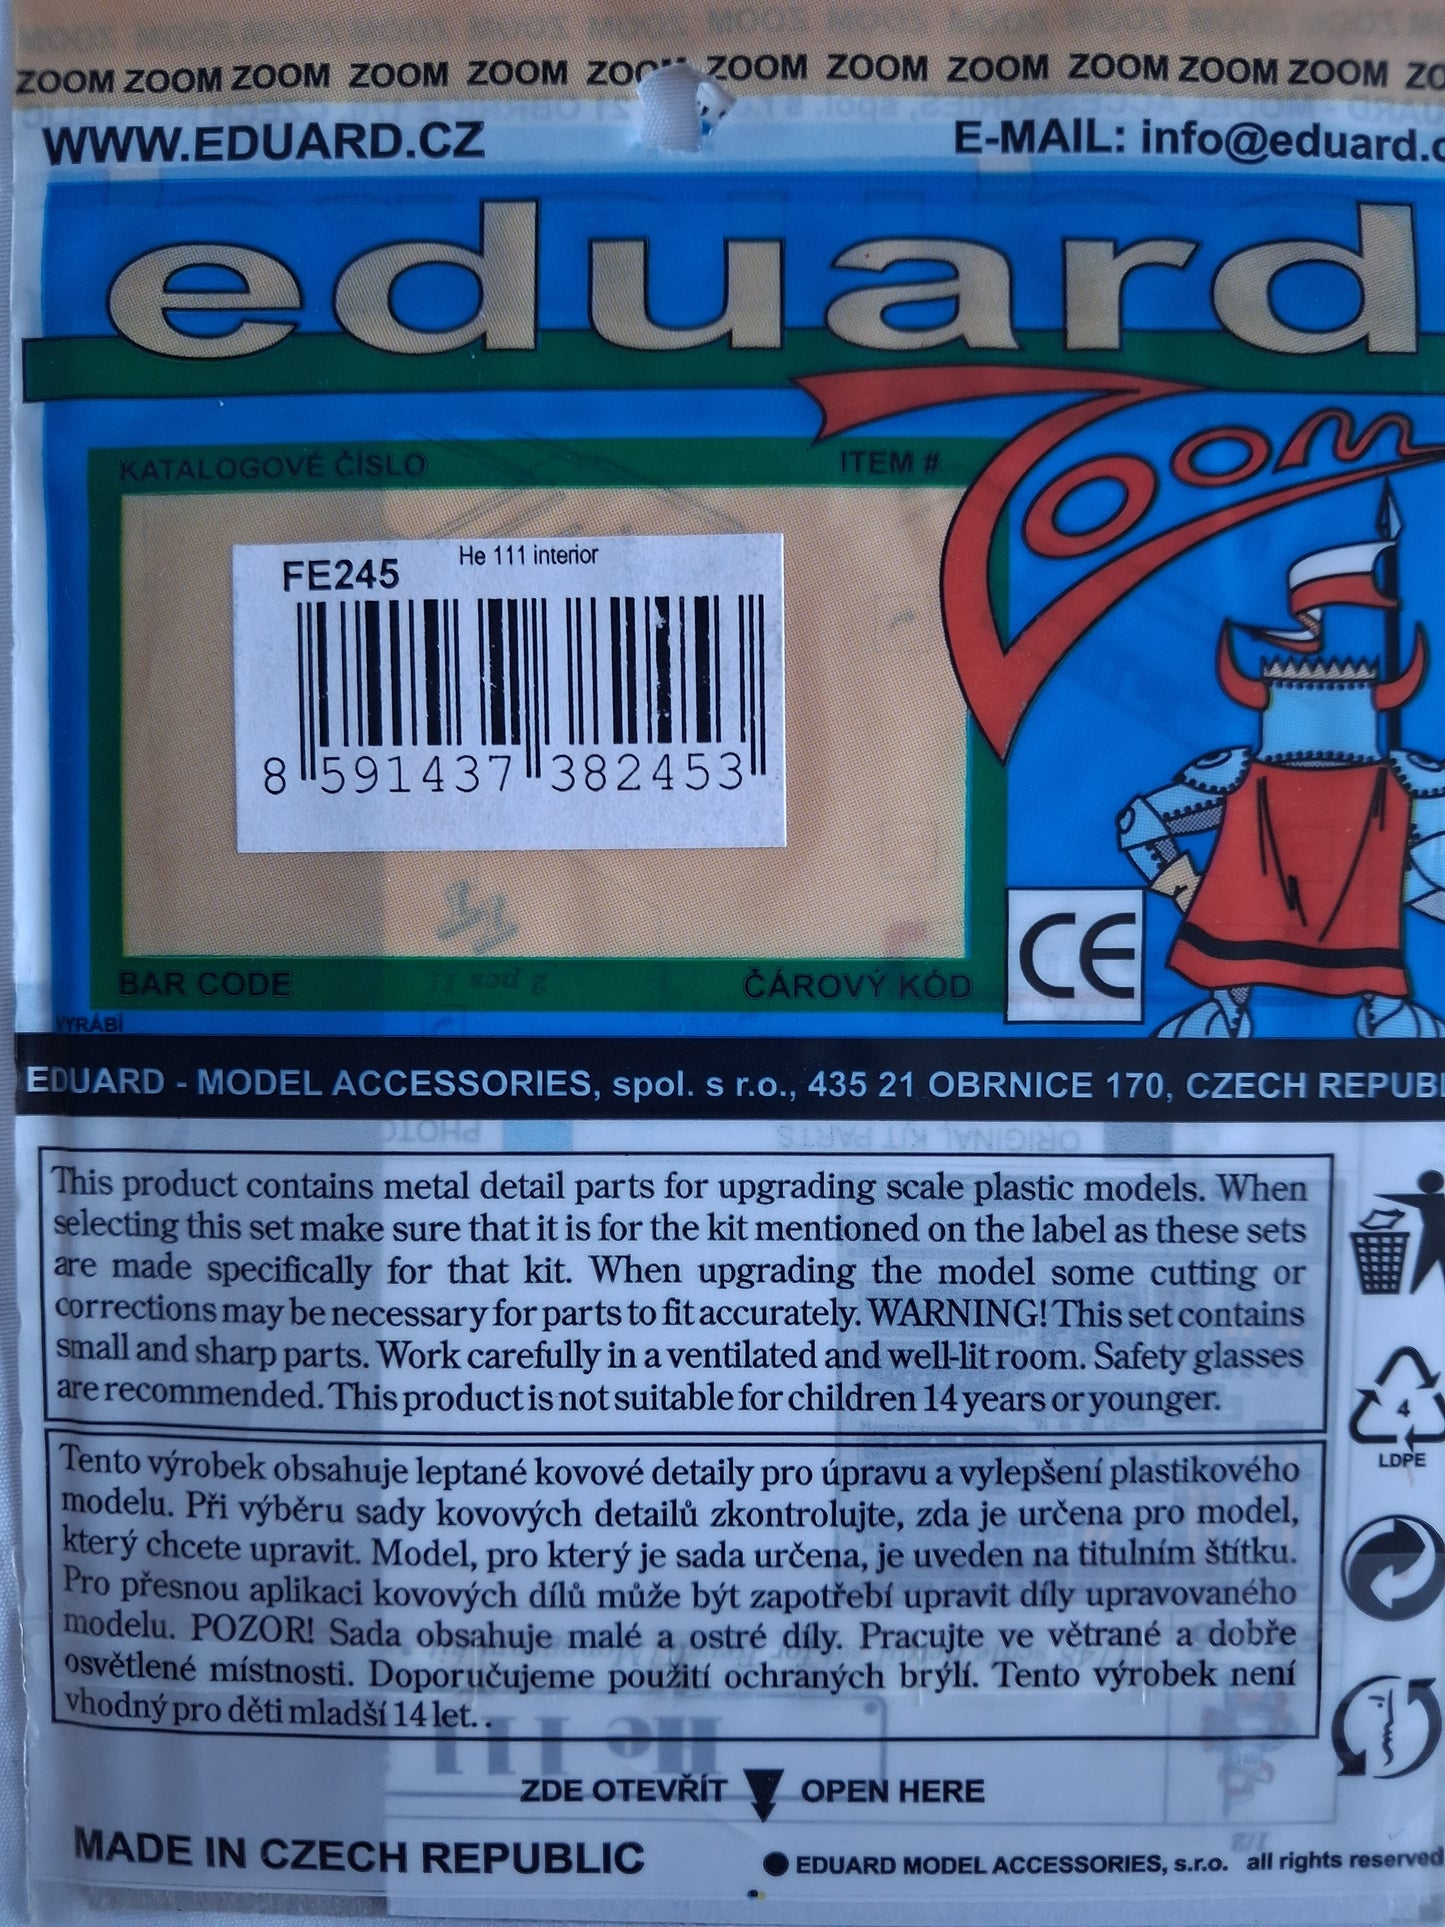 ZOOM ZOOM ZOOM ZOOM ZOOM ZOOM ZOOM ZOOM ZOOM ZOOM ZOOM ZOOM ZO
WWW.EDUARD.CZ E-MAIL: info@eduard.c
eduard
Zoom
KATALOGOVÉ ČÍSLO ITEM #
FE245 He 111 interior
8 591437 382453
BAR CODE ČÁROVÝ KÓD
CE
VYRÁBÍ
EDUARD - MODEL ACCESSORIES, spol. s r.o., 435 21 OBRNICE 170, CZECH REPUBL
This product contains metal detail parts for upgrading scale plastic models. When
selecting this set make sure that it is for the kit mentioned on the label as these sets
are made specifically for that kit. When upgrading the model some cutting or
corrections may be necessary for parts to fit accurately. WARNING! This set contains
small and sharp parts. Work carefully in a ventilated and well-lit room. Safety glasses
are recommended. This product is not suitable for children 14 years or younger.
4
LDPE
Tento výrobek obsahuje leptané kovové detaily pro úpravu a vylepšení plastikového
modelu. Při výběru sady kovových detailů zkontrolujte, zda je určena pro model,
který chcete upravit. Model, pro který je sada určena, je uveden na titulním štítku.
Pro přesnou aplikaci kovových dílů může být zapotřebí upravit díly upravovaného
modelu. POZOR! Sada obsahuje malé a ostré díly. Pracujte ve větrané a dobře
osvětlené místnosti. Doporučujeme použití ochraných brýlí. Tento výrobek není
vhodný pro děti mladší 14 let. .
ZDE OTEVŘÍT OPEN HERE
MADE IN CZECH REPUBLIC
EDUARD MODEL ACCESSORIES, s.r.o. all rights reserved